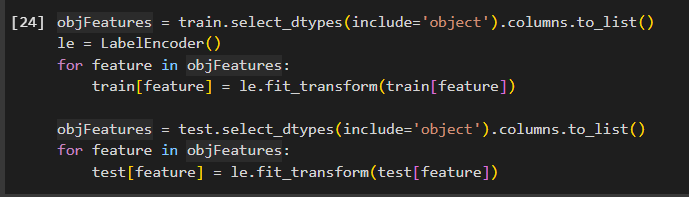 [24] objFeatures = train.select_dtypes(include='object').columns.to_list()
le = LabelEncoder()
for feature in objFeatures:
    train[feature] = le.fit_transform(train[feature])

objFeatures = test.select_dtypes(include='object').columns.to_list()
for feature in objFeatures:
    test[feature] = le.fit_transform(test[feature])